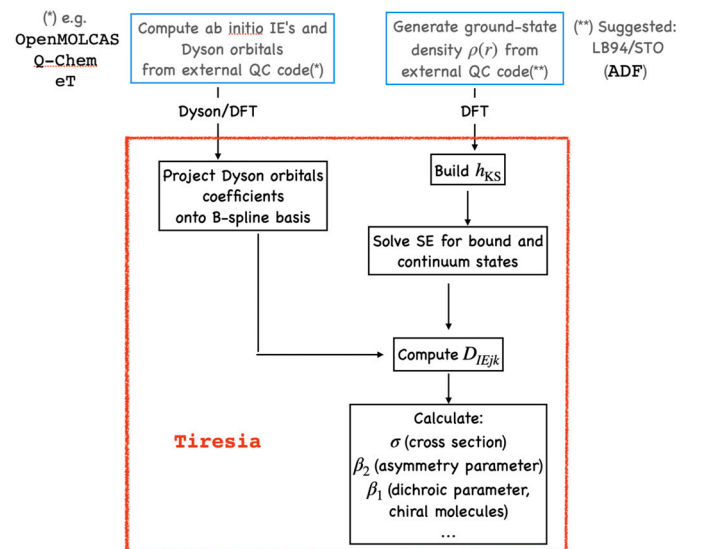 (*) e.g.
OpenMOLCAS
Q-Chem
eT
Compute ab initio IE's and
Dyson orbitals
from external QC code(*)
Generate ground-state
density ρ(r) from
external QC code(**)
(**) Suggested:
LB94/STO
(ADF)
Dyson/DFT
DFT
Project Dyson orbitals
coefficients
onto B-spline basis
Build h_KS
Solve SE for bound and
continuum states
Compute D_IEjk
Tiresia
Calculate:
σ (cross section)
β₂ (asymmetry parameter)
β₁ (dichroic parameter,
chiral molecules)
...